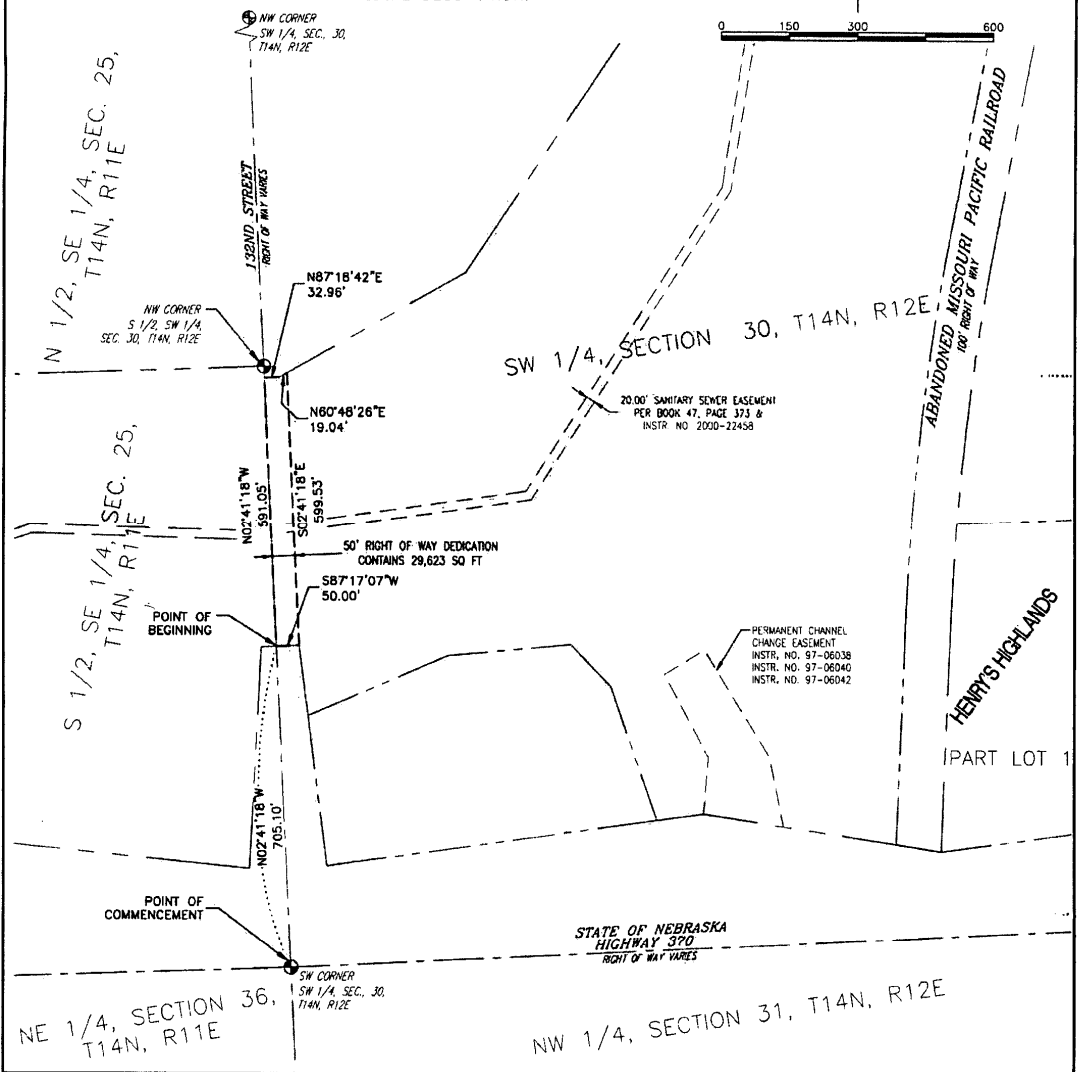 NW CORNER
SW 1/4, SEC., 30,
T14N, R12E
0 150 300 600
N 1/2, SE 1/4, SEC. 25,
T14N, R11E
132ND STREET
RIGHT OF WAY VARIES
ABANDONED MISSOURI PACIFIC RAILROAD
100' RIGHT OF WAY
N87°18'42"E
32.96'
NW CORNER
S 1/2, SW 1/4,
SEC. 30, T14N, R12E
SW 1/4, SECTION 30, T14N, R12E
N60°48'26"E
19.04'
20.00' SANITARY SEWER EASEMENT
PER BOOK 47, PAGE 373 &
INSTR. NO 2000-22458
N02°41'18"W
591.05'
S02°41'18"E
599.53'
S 1/2, SE 1/4, SEC. 25,
T14N, R11E
50' RIGHT OF WAY DEDICATION
CONTAINS 29,623 SQ FT
S87°17'07"W
50.00'
POINT OF
BEGINNING
PERMANENT CHANNEL
CHANGE EASEMENT
INSTR. NO. 97-06038
INSTR. NO. 97-06040
INSTR. NO. 97-06042
HENRY'S HIGHLANDS
PART LOT 1
N02°41'18"W
705.10'
POINT OF
COMMENCEMENT
STATE OF NEBRASKA
HIGHWAY 370
RIGHT OF WAY VARIES
SW CORNER
SW 1/4, SEC., 30,
T14N, R12E
NE 1/4, SECTION 36,
T14N, R11E
NW 1/4, SECTION 31, T14N, R12E